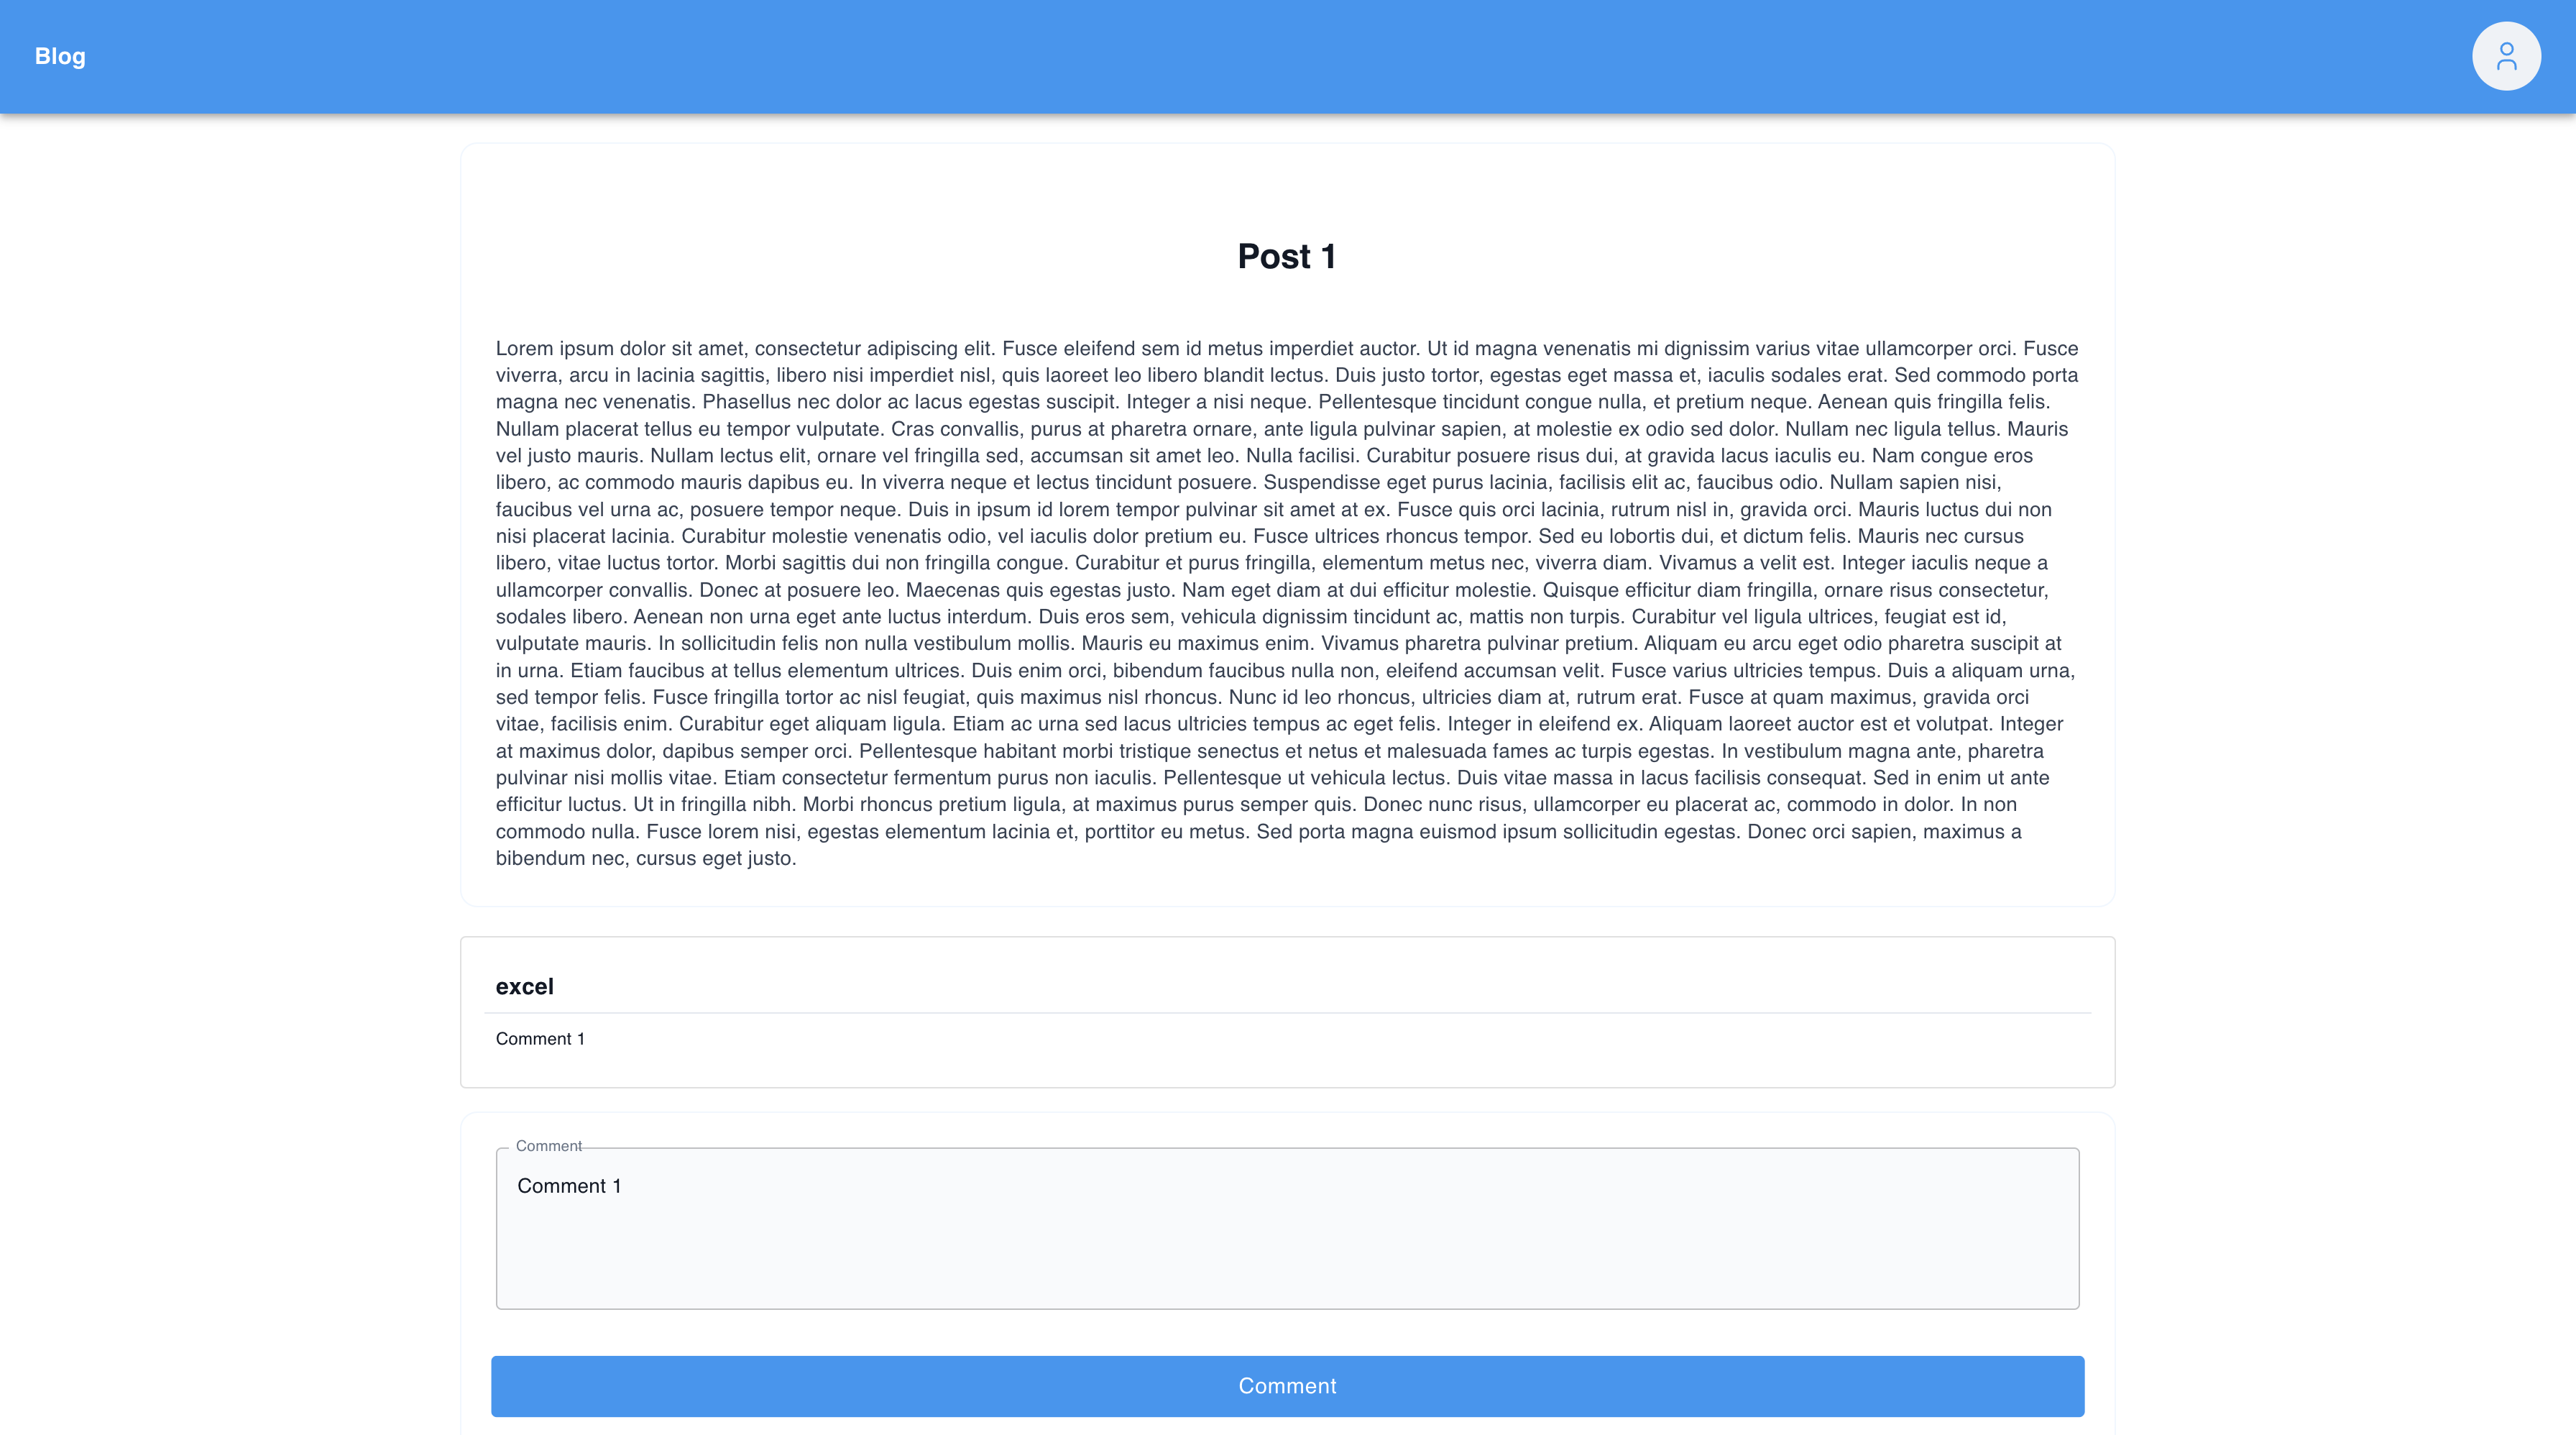 Blog
Post 1
Lorem ipsum dolor sit amet, consectetur adipiscing elit. Fusce eleifend sem id metus imperdiet auctor. Ut id magna venenatis mi dignissim varius vitae ullamcorper orci. Fusce
viverra, arcu in lacinia sagittis, libero nisi imperdiet nisl, quis laoreet leo libero blandit lectus. Duis justo tortor, egestas eget massa et, iaculis sodales erat. Sed commodo porta
magna nec venenatis. Phasellus nec dolor ac lacus egestas suscipit. Integer a nisi neque. Pellentesque tincidunt congue nulla, et pretium neque. Aenean quis fringilla felis.
Nullam placerat tellus eu tempor vulputate. Cras convallis, purus at pharetra ornare, ante ligula pulvinar sapien, at molestie ex odio sed dolor. Nullam nec ligula tellus. Mauris
vel justo mauris. Nullam lectus elit, ornare vel fringilla sed, accumsan sit amet leo. Nulla facilisi. Curabitur posuere risus dui, at gravida lacus iaculis eu. Nam congue eros
libero, ac commodo mauris dapibus eu. In viverra neque et lectus tincidunt posuere. Suspendisse eget purus lacinia, facilisis elit ac, faucibus odio. Nullam sapien nisi,
faucibus vel urna ac, posuere tempor neque. Duis in ipsum id lorem tempor pulvinar sit amet at ex. Fusce quis orci lacinia, rutrum nisl in, gravida orci. Mauris luctus dui non
nisi placerat lacinia. Curabitur molestie venenatis odio, vel iaculis dolor pretium eu. Fusce ultrices rhoncus tempor. Sed eu lobortis dui, et dictum felis. Mauris nec cursus
libero, vitae luctus tortor. Morbi sagittis dui non fringilla congue. Curabitur et purus fringilla, elementum metus nec, viverra diam. Vivamus a velit est. Integer iaculis neque a
ullamcorper convallis. Donec at posuere leo. Maecenas quis egestas justo. Nam eget diam at dui efficitur molestie. Quisque efficitur diam fringilla, ornare risus consectetur,
sodales libero. Aenean non urna eget ante luctus interdum. Duis eros sem, vehicula dignissim tincidunt ac, mattis non turpis. Curabitur vel ligula ultrices, feugiat est id,
vulputate mauris. In sollicitudin felis non nulla vestibulum mollis. Mauris eu maximus enim. Vivamus pharetra pulvinar pretium. Aliquam eu arcu eget odio pharetra suscipit at
in urna. Etiam faucibus at tellus elementum ultrices. Duis enim orci, bibendum faucibus nulla non, eleifend accumsan velit. Fusce varius ultricies tempus. Duis a aliquam urna,
sed tempor felis. Fusce fringilla tortor ac nisl feugiat, quis maximus nisl rhoncus. Nunc id leo rhoncus, ultricies diam at, rutrum erat. Fusce at quam maximus, gravida orci
vitae, facilisis enim. Curabitur eget aliquam ligula. Etiam ac urna sed lacus ultricies tempus ac eget felis. Integer in eleifend ex. Aliquam laoreet auctor est et volutpat. Integer
at maximus dolor, dapibus semper orci. Pellentesque habitant morbi tristique senectus et netus et malesuada fames ac turpis egestas. In vestibulum magna ante, pharetra
pulvinar nisi mollis vitae. Etiam consectetur fermentum purus non iaculis. Pellentesque ut vehicula lectus. Duis vitae massa in lacus facilisis consequat. Sed in enim ut ante
efficitur luctus. Ut in fringilla nibh. Morbi rhoncus pretium ligula, at maximus purus semper quis. Donec nunc risus, ullamcorper eu placerat ac, commodo in dolor. In non
commodo nulla. Fusce lorem nisi, egestas elementum lacinia et, porttitor eu metus. Sed porta magna euismod ipsum sollicitudin egestas. Donec orci sapien, maximus a
bibendum nec, cursus eget justo.
excel
Comment 1
Comment
Comment 1
Comment